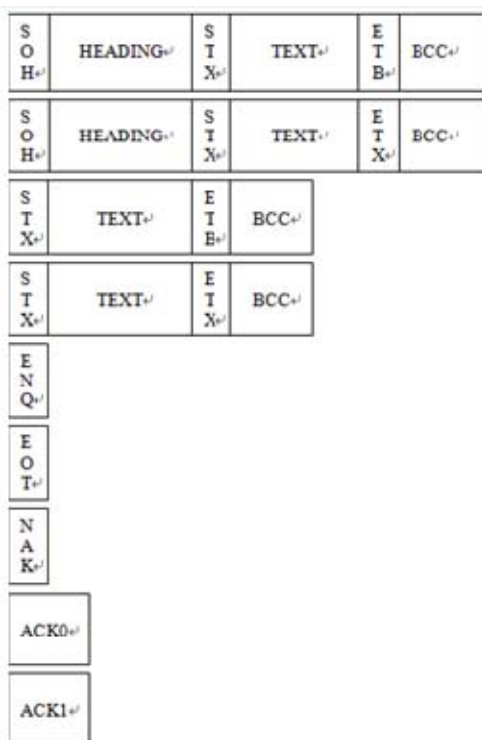 SOH HEADING STX TEXT ETB BCC
SOH HEADING STX TEXT ETX BCC
STX TEXT ETB BCC
STX TEXT ETX BCC
ENQ
EOT
NAK
ACK0
ACK1